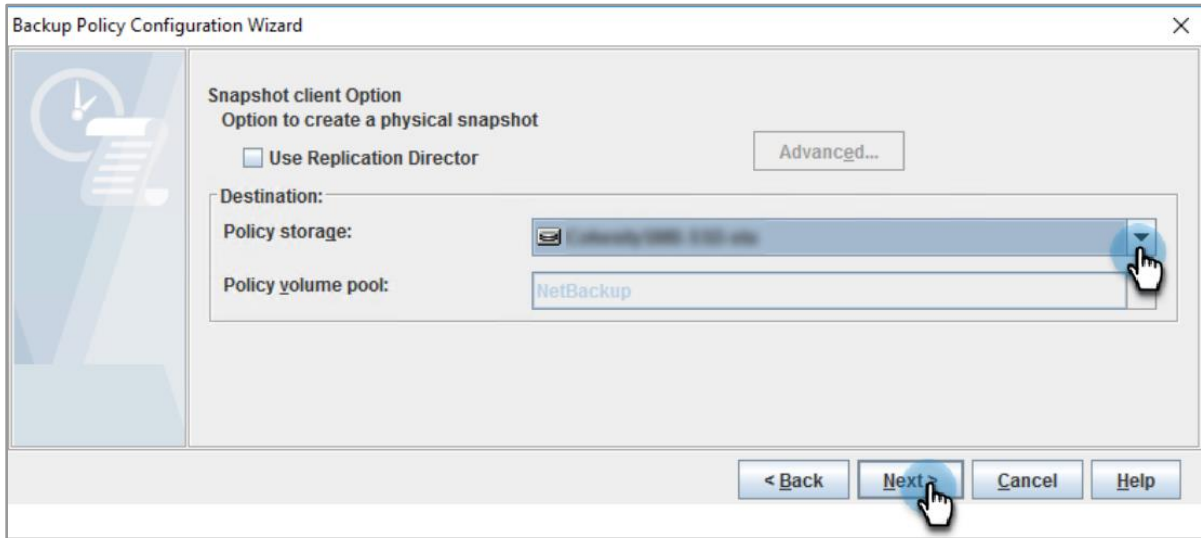 Backup Policy Configuration Wizard
Snapshot client Option
Option to create a physical snapshot
Use Replication Director
Advanced...
Destination:
Policy storage:
Policy volume pool:
NetBackup
< Back
Next >
Cancel
Help